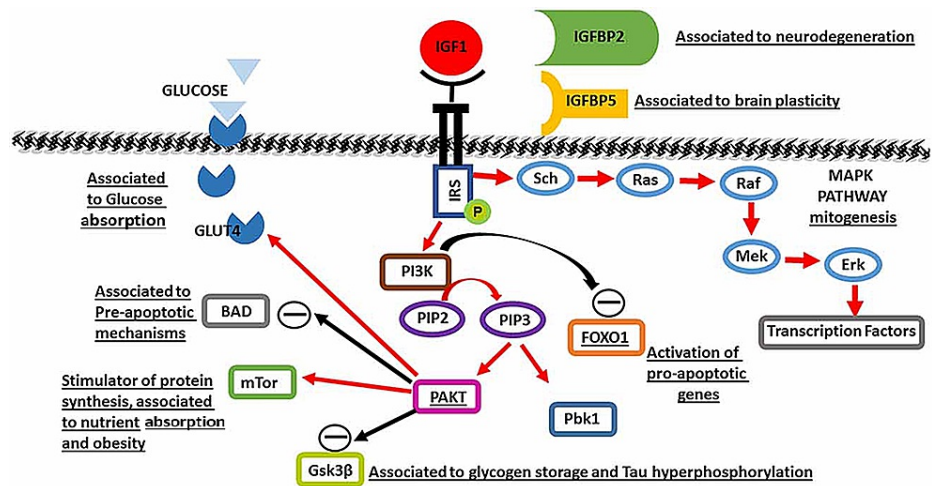 IGF1
IGFBP2
Associated to neurodegeneration
GLUCOSE
IGFBP5
Associated to brain plasticity
Associated
to Glucose
absorption
GLUT4
IRS
P
Sch
Ras
Raf
MAPK
PATHWAY
mitogenesis
Mek
Erk
Transcription Factors
PI3K
PIP2
PIP3
FOXO1
Activation of
pro-apoptotic
genes
Associated to
Pre-apoptotic
mechanisms
BAD
Stimulator of protein
synthesis, associated
to nutrient absorption
and obesity
mTor
PAKT
Pbk1
Gsk3β
Associated to glycogen storage and Tau hyperphosphorylation